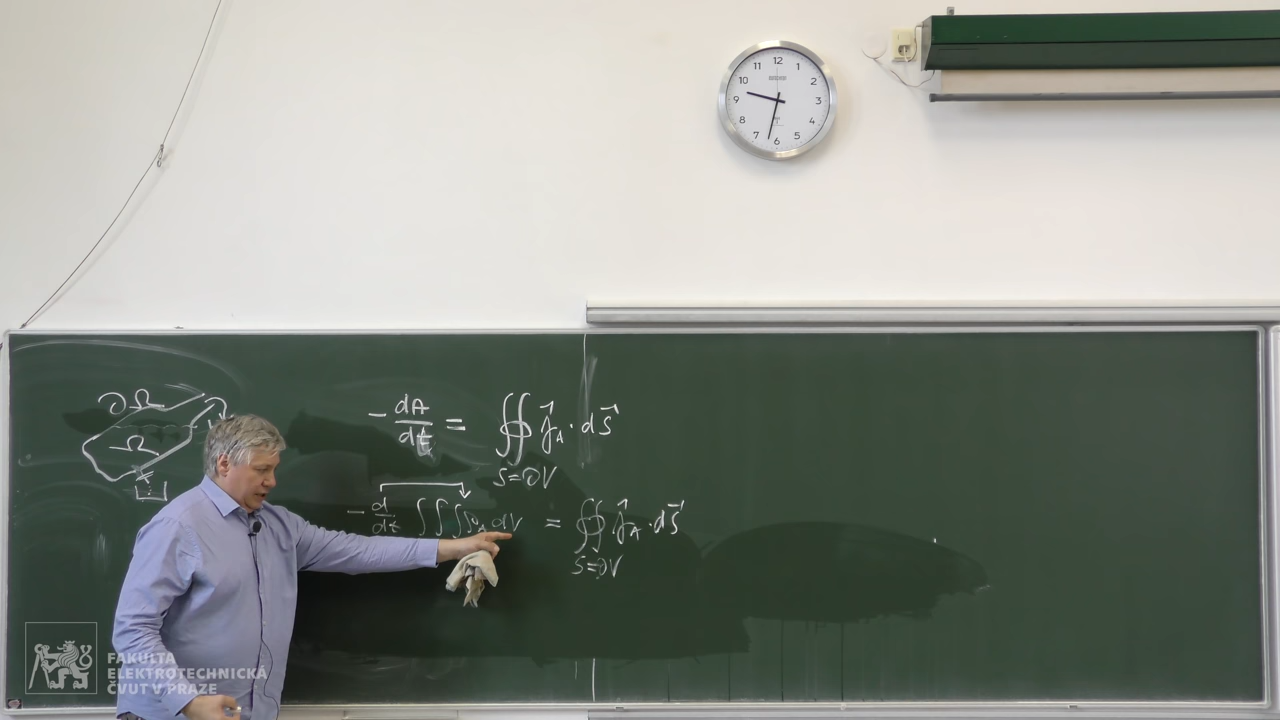 12
11 1
10 2
9 3
8 4
7 5
6
∂Ω
Ω
- dA/dt = ∯ j⃗_A · dS⃗
S=∂V
- d/dt ∫∫∫ ρ_A dV = ∯ j⃗_A · dS⃗
S=∂V
FAKULTA
ELEKTROTECHNICKÁ
ČVUT V PRAZE